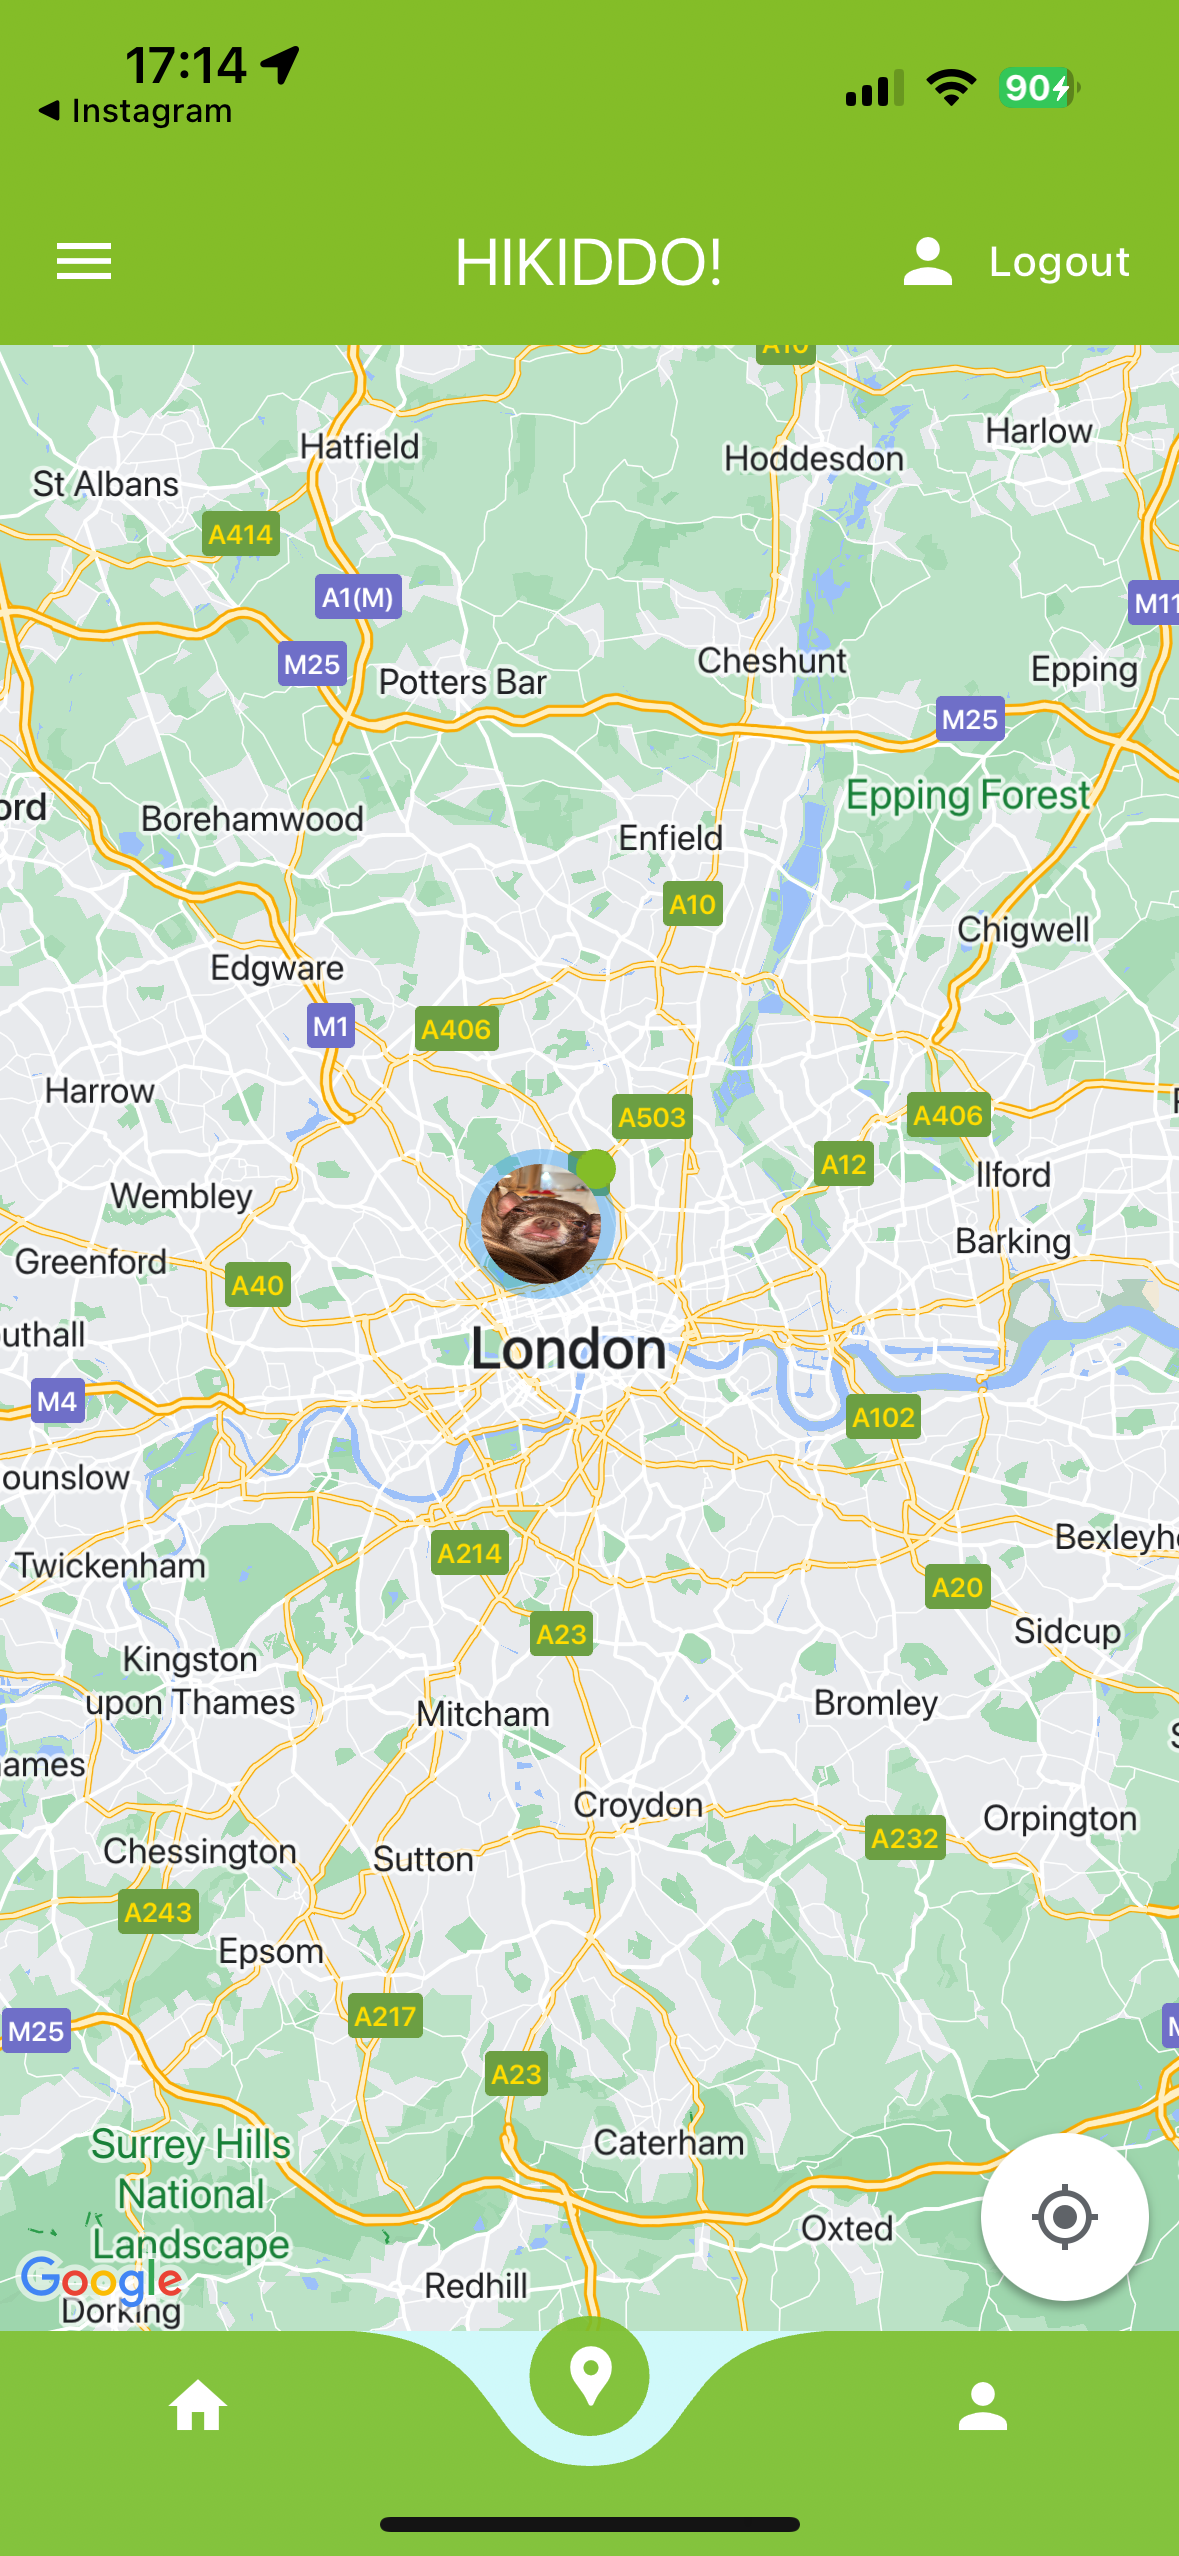 17:14
◀ Instagram
90
HIKIDDO!
Logout
A10
Hatfield
Harlow
Hoddesdon
St Albans
A414
A1(M)
M11
M25
Cheshunt
Epping
Potters Bar
M25
Epping Forest
ord
Borehamwood
Enfield
A10
Chigwell
Edgware
M1
A406
Harrow
A503
A406
A12
Ilford
Wembley
Barking
Greenford
A40
uthall
London
M4
A102
ounslow
Twickenham
A214
Bexleyhe
A20
A23
Sidcup
Kingston
upon Thames
Mitcham
Bromley
ames
Croydon
Orpington
A232
Chessington
Sutton
A243
Epsom
A217
M25
A23
Surrey Hills
National
Landscape
Caterham
Oxted
Google
Redhill
Dorking